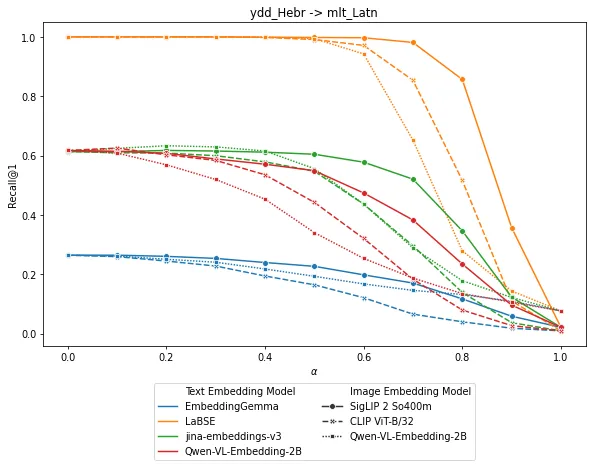 ydd_Hebr -> mlt_Latn
Recall@1
1.0
0.8
0.6
0.4
0.2
0.0
0.0 0.2 0.4 0.6 0.8 1.0
α
Text Embedding Model
EmbeddingGemma
LaBSE
jina-embeddings-v3
Qwen-VL-Embedding-2B
Image Embedding Model
SigLIP 2 So400m
CLIP ViT-B/32
Qwen-VL-Embedding-2B